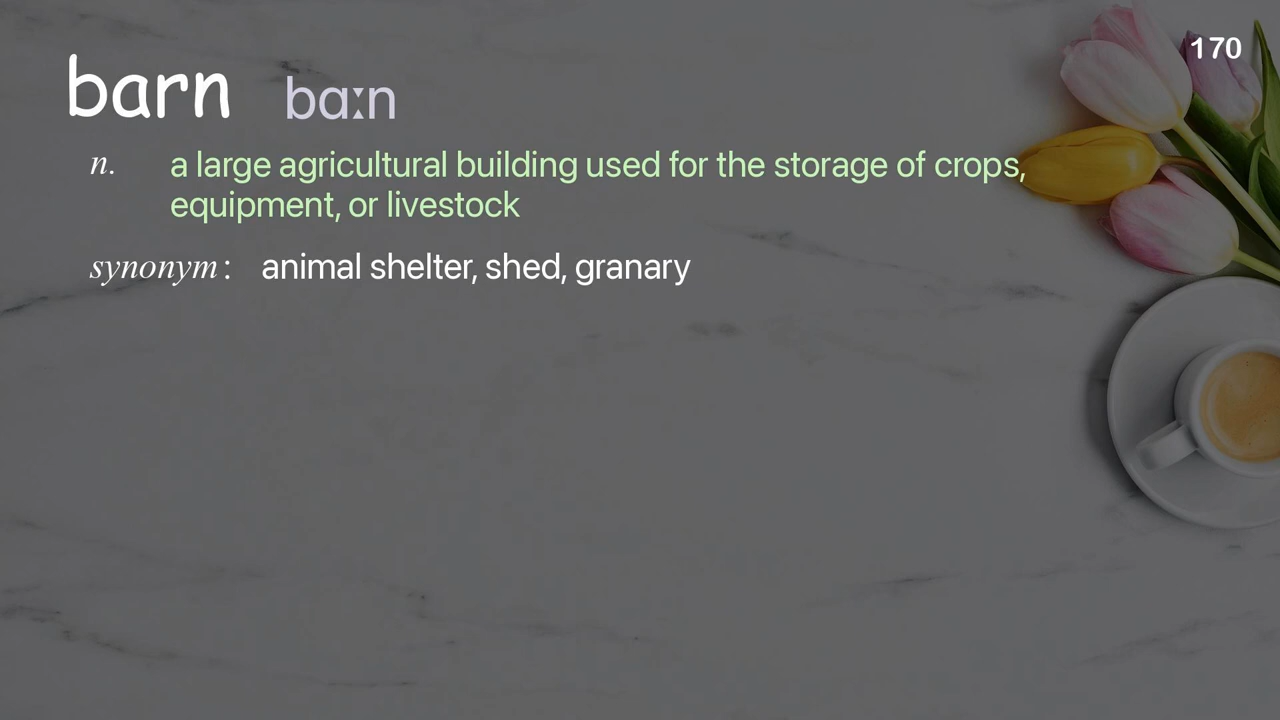 170
barn bɑːn
n. a large agricultural building used for the storage of crops,
equipment, or livestock
synonym: animal shelter, shed, granary